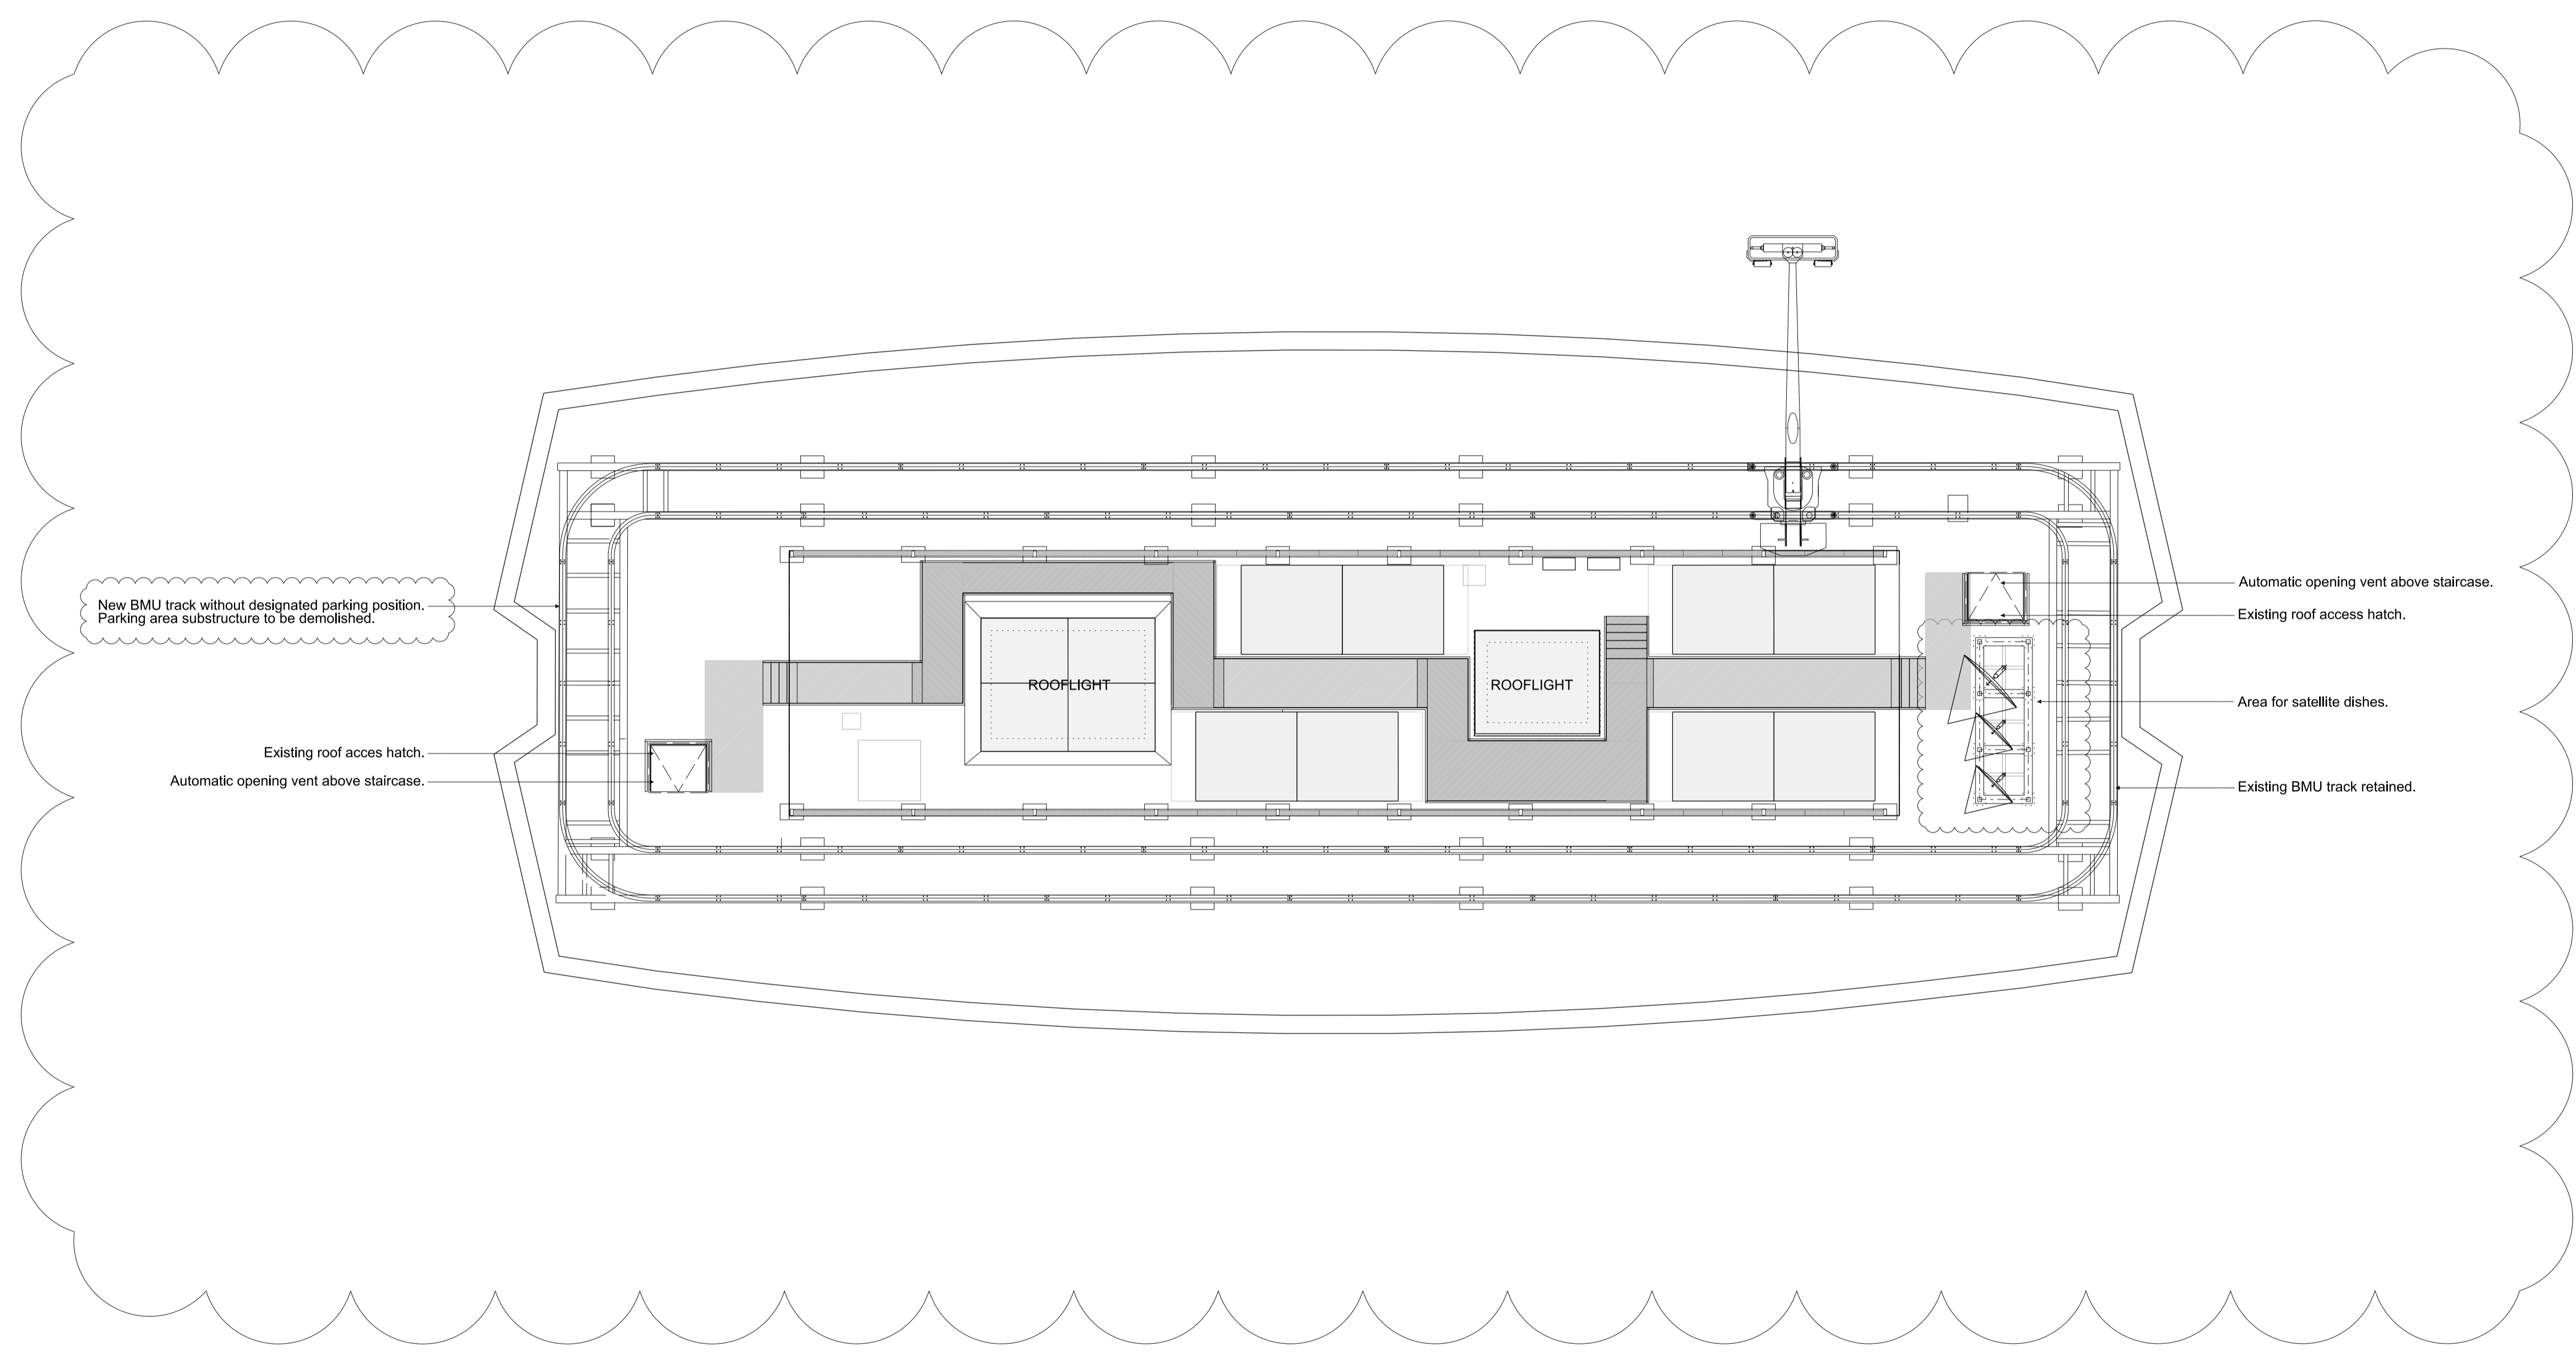 New BMU track without designated parking position.
Parking area substructure to be demolished.
Existing roof acces hatch.
Automatic opening vent above staircase.
ROOFLIGHT
ROOFLIGHT
Automatic opening vent above staircase.
Existing roof access hatch.
Area for satellite dishes.
Existing BMU track retained.